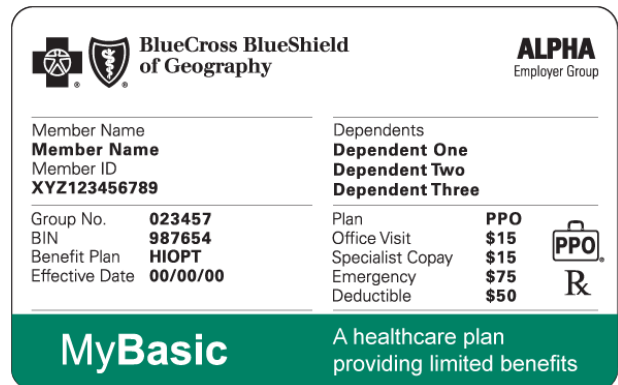 BlueCross BlueShield
of Geography
ALPHA
Employer Group
Member Name
Member Name
Member ID
XYZ123456789
Dependents
Dependent One
Dependent Two
Dependent Three
Group No. 023457
BIN 987654
Benefit Plan HIOPT
Effective Date 00/00/00
Plan PPO
Office Visit $15
Specialist Copay $15
Emergency $75
Deductible $50
PPO
Rx
MyBasic
A healthcare plan
providing limited benefits